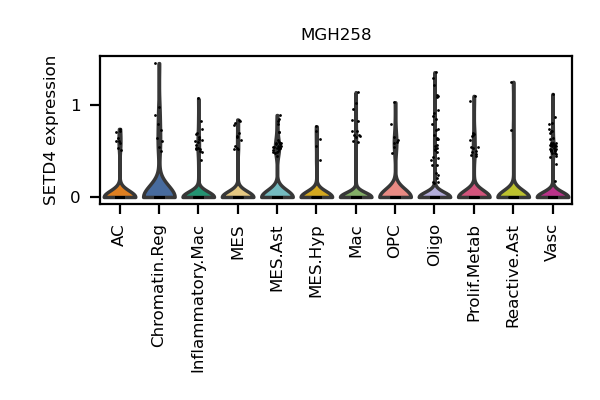 MGH258
SETD4 expression
1
0
AC
Chromatin.Reg
Inflammatory.Mac
MES
MES.Ast
MES.Hyp
Mac
OPC
Oligo
Prolif.Metab
Reactive.Ast
Vasc